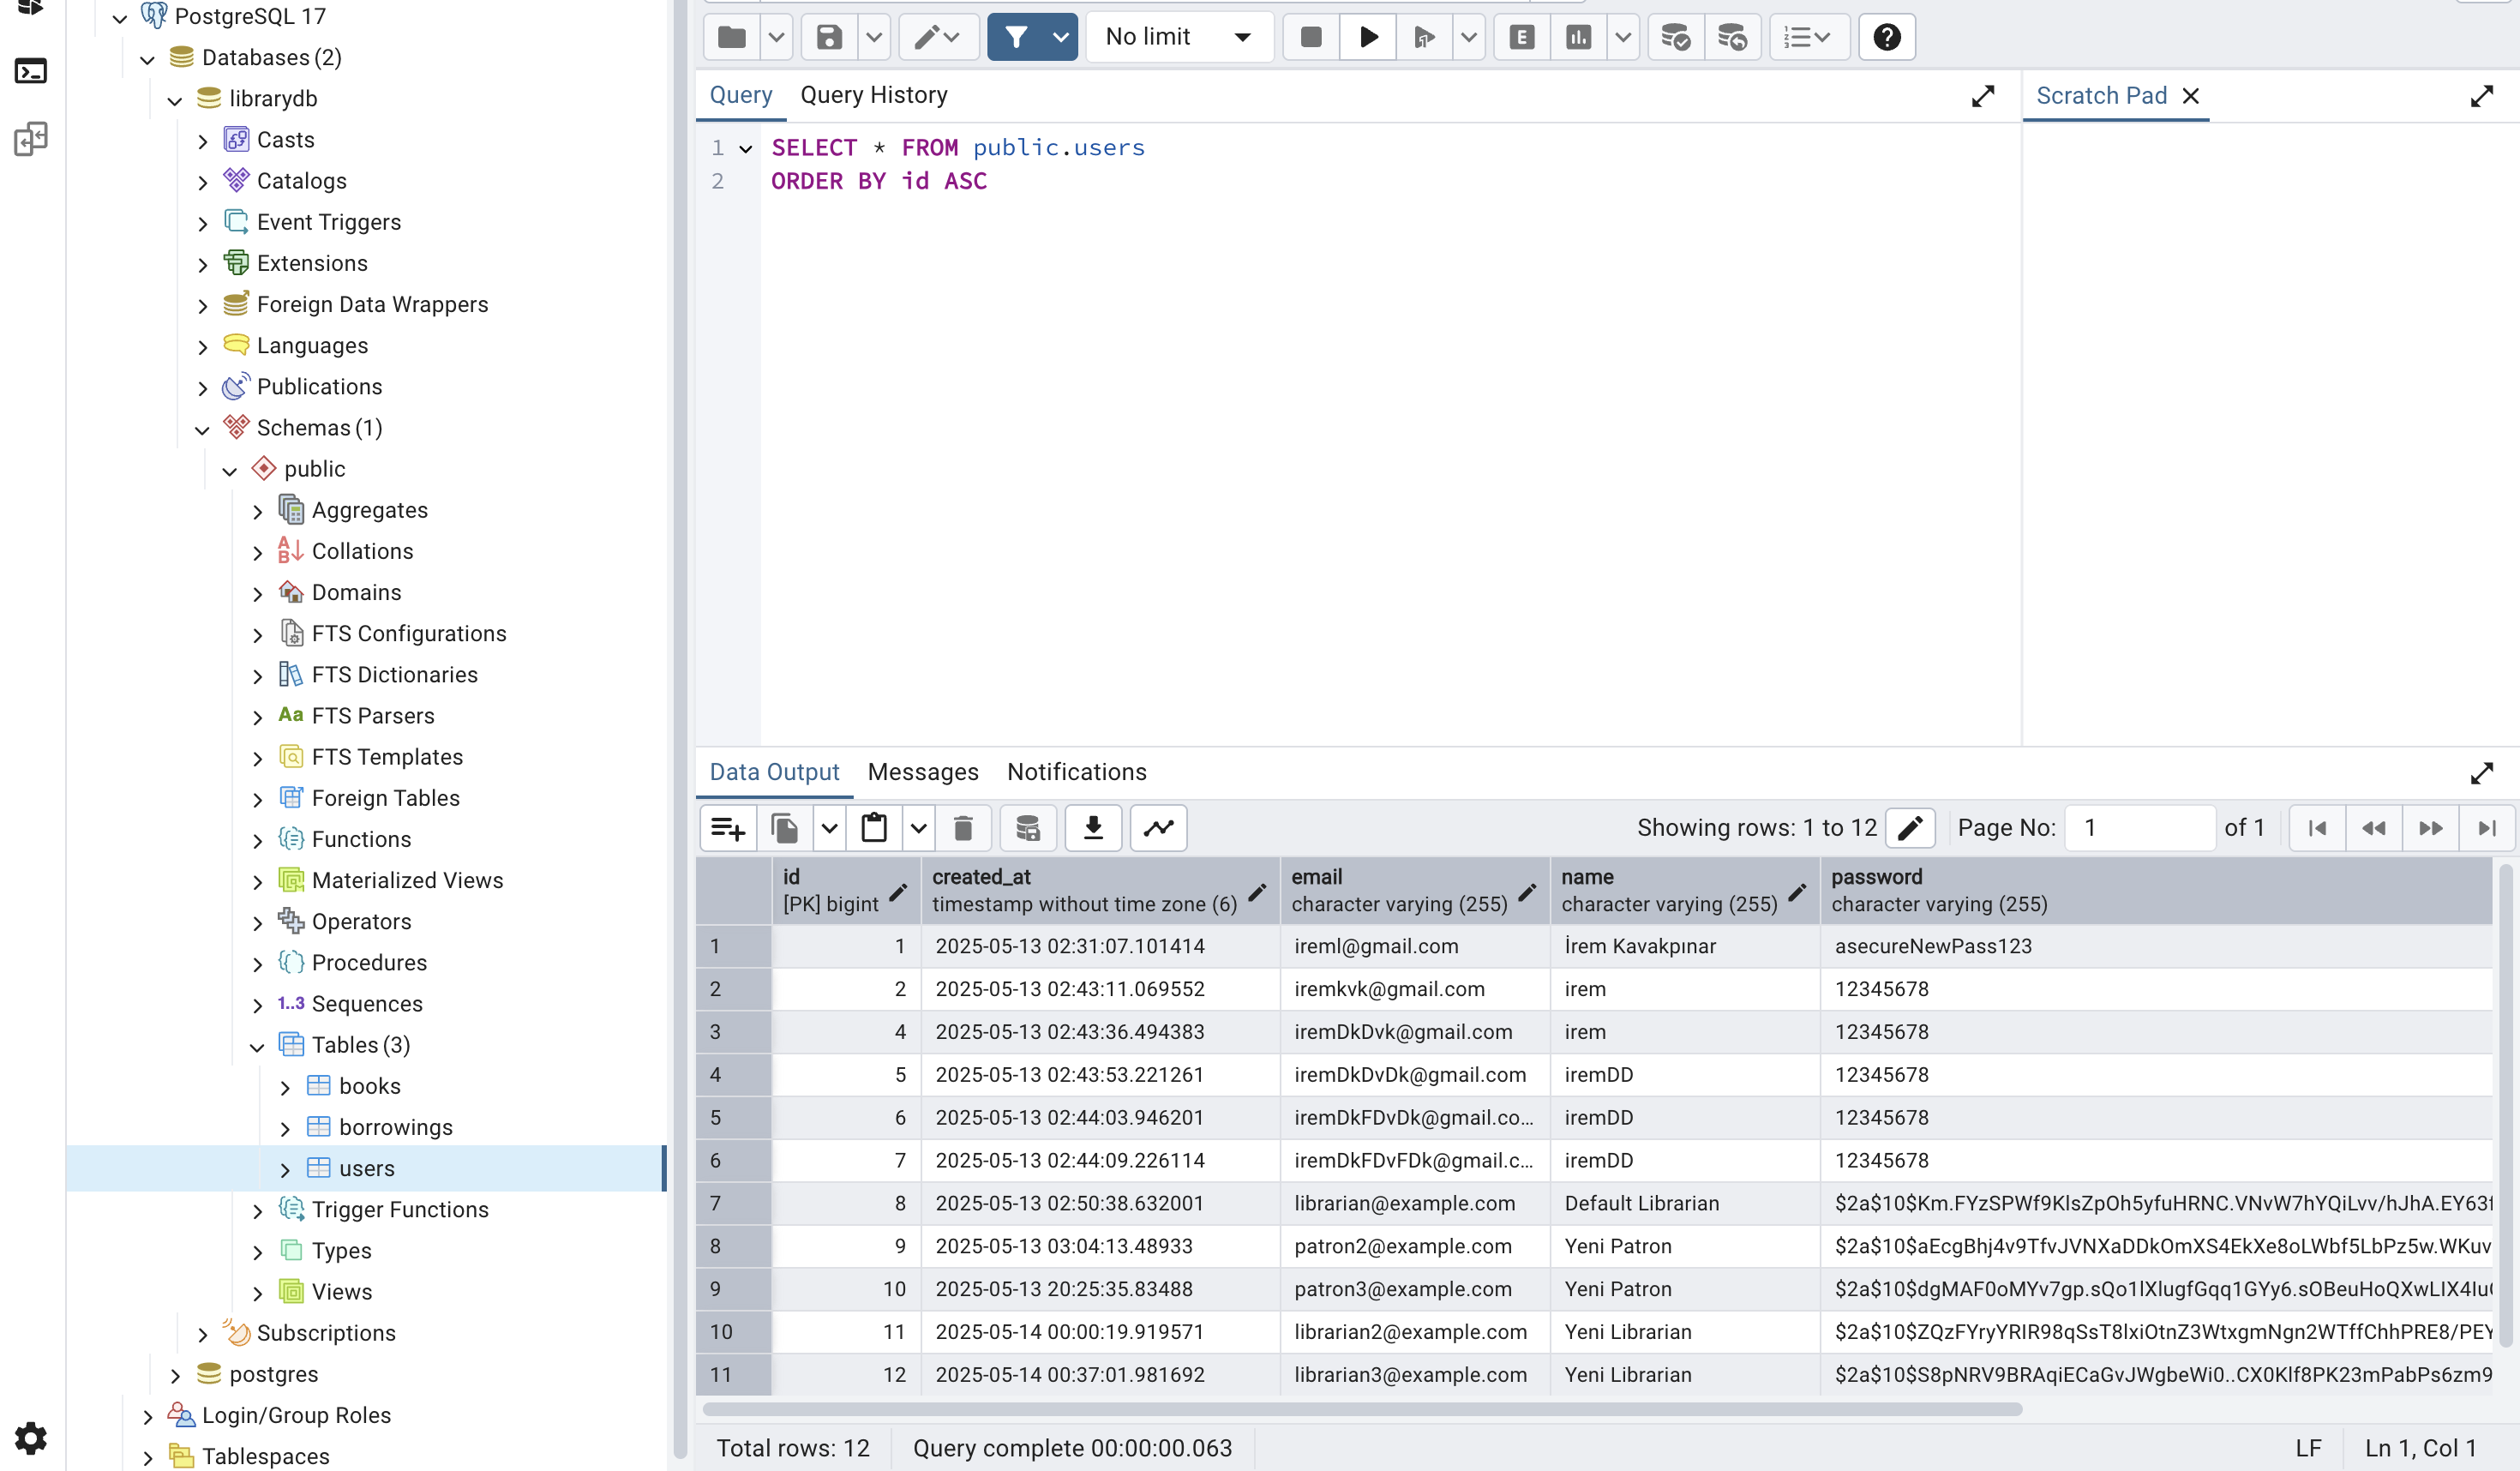 PostgreSQL 17
Databases (2)
librarydb
Casts
Catalogs
Event Triggers
Extensions
Foreign Data Wrappers
Languages
Publications
Schemas (1)
public
Aggregates
Collations
Domains
FTS Configurations
FTS Dictionaries
Aa FTS Parsers
FTS Templates
Foreign Tables
Functions
Materialized Views
Operators
Procedures
1..3 Sequences
Tables (3)
books
borrowings
users
Trigger Functions
Types
Views
Subscriptions
postgres
Login/Group Roles
Tablespaces
No limit
Query Query History
Scratch Pad
1 SELECT * FROM public.users
2 ORDER BY id ASC
Data Output Messages Notifications
Showing rows: 1 to 12 Page No: 1 of 1
id created_at email name password
[PK] bigint timestamp without time zone (6) character varying (255) character varying (255) character varying (255)
1 1 2025-05-13 02:31:07.101414 ireml@gmail.com İrem Kavakpınar asecureNewPass123
2 2 2025-05-13 02:43:11.069552 iremkvk@gmail.com irem 12345678
3 4 2025-05-13 02:43:36.494383 iremDkDvk@gmail.com irem 12345678
4 5 2025-05-13 02:43:53.221261 iremDkDvDk@gmail.com iremDD 12345678
5 6 2025-05-13 02:44:03.946201 iremDkFDvDk@gmail.co... iremDD 12345678
6 7 2025-05-13 02:44:09.226114 iremDkFDvFDk@gmail.c... iremDD 12345678
7 8 2025-05-13 02:50:38.632001 librarian@example.com Default Librarian $2a$10$Km.FYzSPWf9KlsZpOh5yfuHRNC.VNvW7hYQiLvv/hJhA.EY63f
8 9 2025-05-13 03:04:13.48933 patron2@example.com Yeni Patron $2a$10$aEcgBhj4v9TfvJVNXaDDkOmXS4EkXe8oLWbf5LbPz5w.WKuv
9 10 2025-05-13 20:25:35.83488 patron3@example.com Yeni Patron $2a$10$dgMAF0oMYv7gp.sQo1lXlugfGqq1GYy6.sOBeuHoQXwLIX4Iu
10 11 2025-05-14 00:00:19.919571 librarian2@example.com Yeni Librarian $2a$10$ZQzFYryYRIR98qSsT8lxiOtnZ3WtxgmNgn2WTffChhPRE8/PEY
11 12 2025-05-14 00:37:01.981692 librarian3@example.com Yeni Librarian $2a$10$S8pNRV9BRAqiECaGvJWgbeWi0..CX0Klf8PK23mPabPs6zm9
Total rows: 12 Query complete 00:00:00.063 LF Ln 1, Col 1